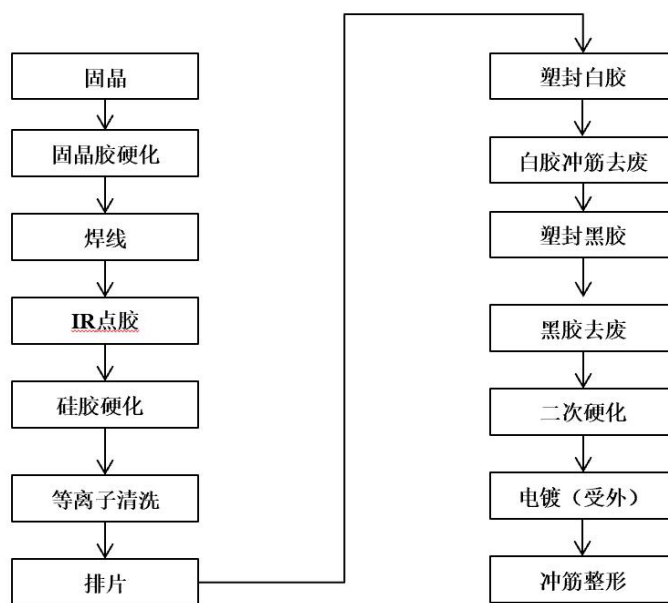 固晶
固晶胶硬化
焊线
IR点胶
硅胶硬化
等离子清洗
排片
塑封白胶
白胶冲筋去废
塑封黑胶
黑胶去废
二次硬化
电镀（受外）
冲筋整形